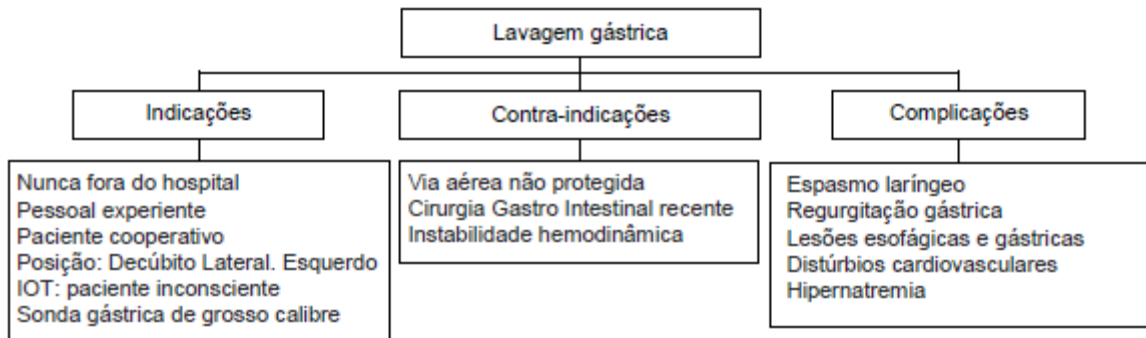 Lavagem gástrica
Indicações
Contra-indicações
Complicações
Nunca fora do hospital
Pessoal experiente
Paciente cooperativo
Posição: Decúbito Lateral. Esquerdo
IOT: paciente inconsciente
Sonda gástrica de grosso calibre
Via aérea não protegida
Cirurgia Gastro Intestinal recente
Instabilidade hemodinâmica
Espasmo laríngeo
Regurgitação gástrica
Lesões esofágicas e gástricas
Distúrbios cardiovasculares
Hipernatremia